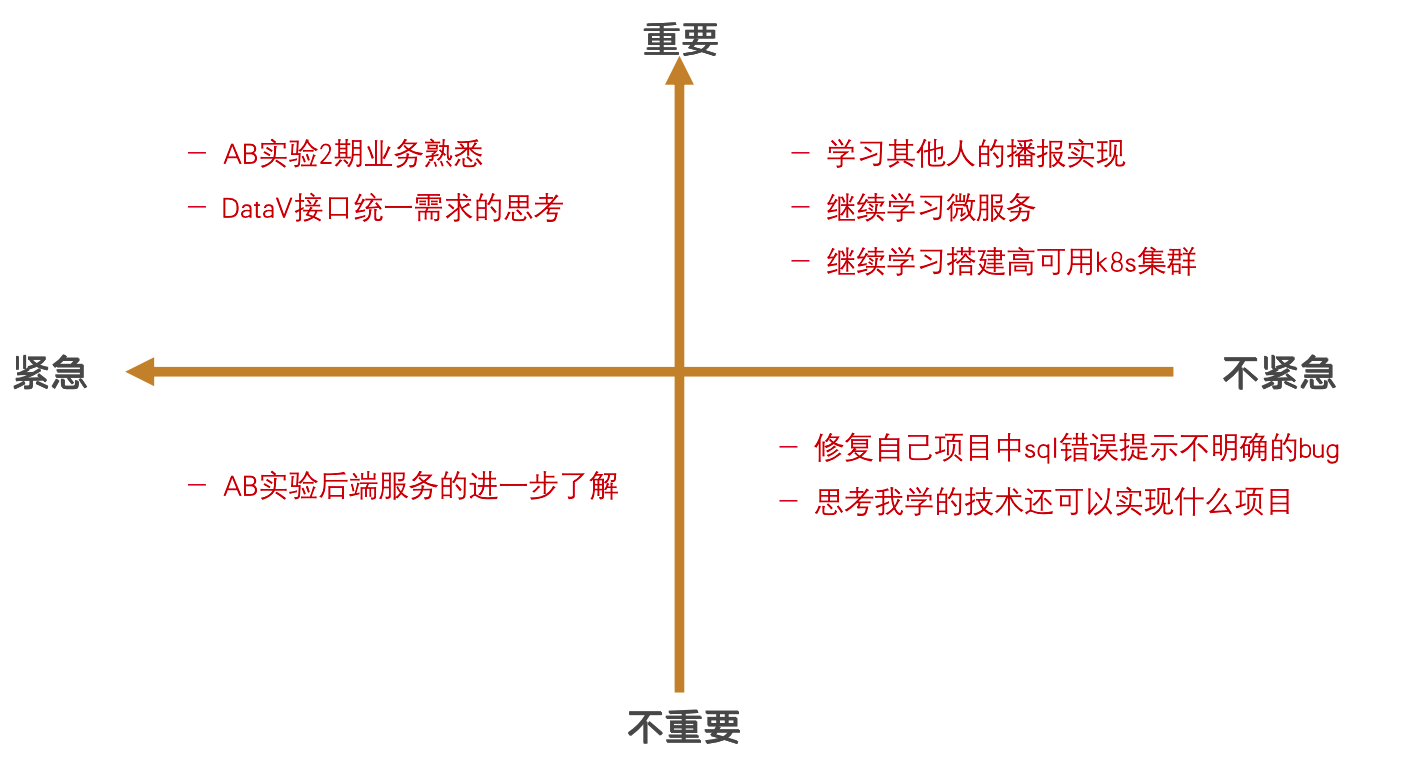 重要
— AB实验2期业务熟悉
— DataV接口统一需求的思考
— 学习其他人的播报实现
— 继续学习微服务
— 继续学习搭建高可用k8s集群
紧急
不紧急
— AB实验后端服务的进一步了解
— 修复自己项目中sql错误提示不明确的bug
— 思考我学的技术还可以实现什么项目
不重要